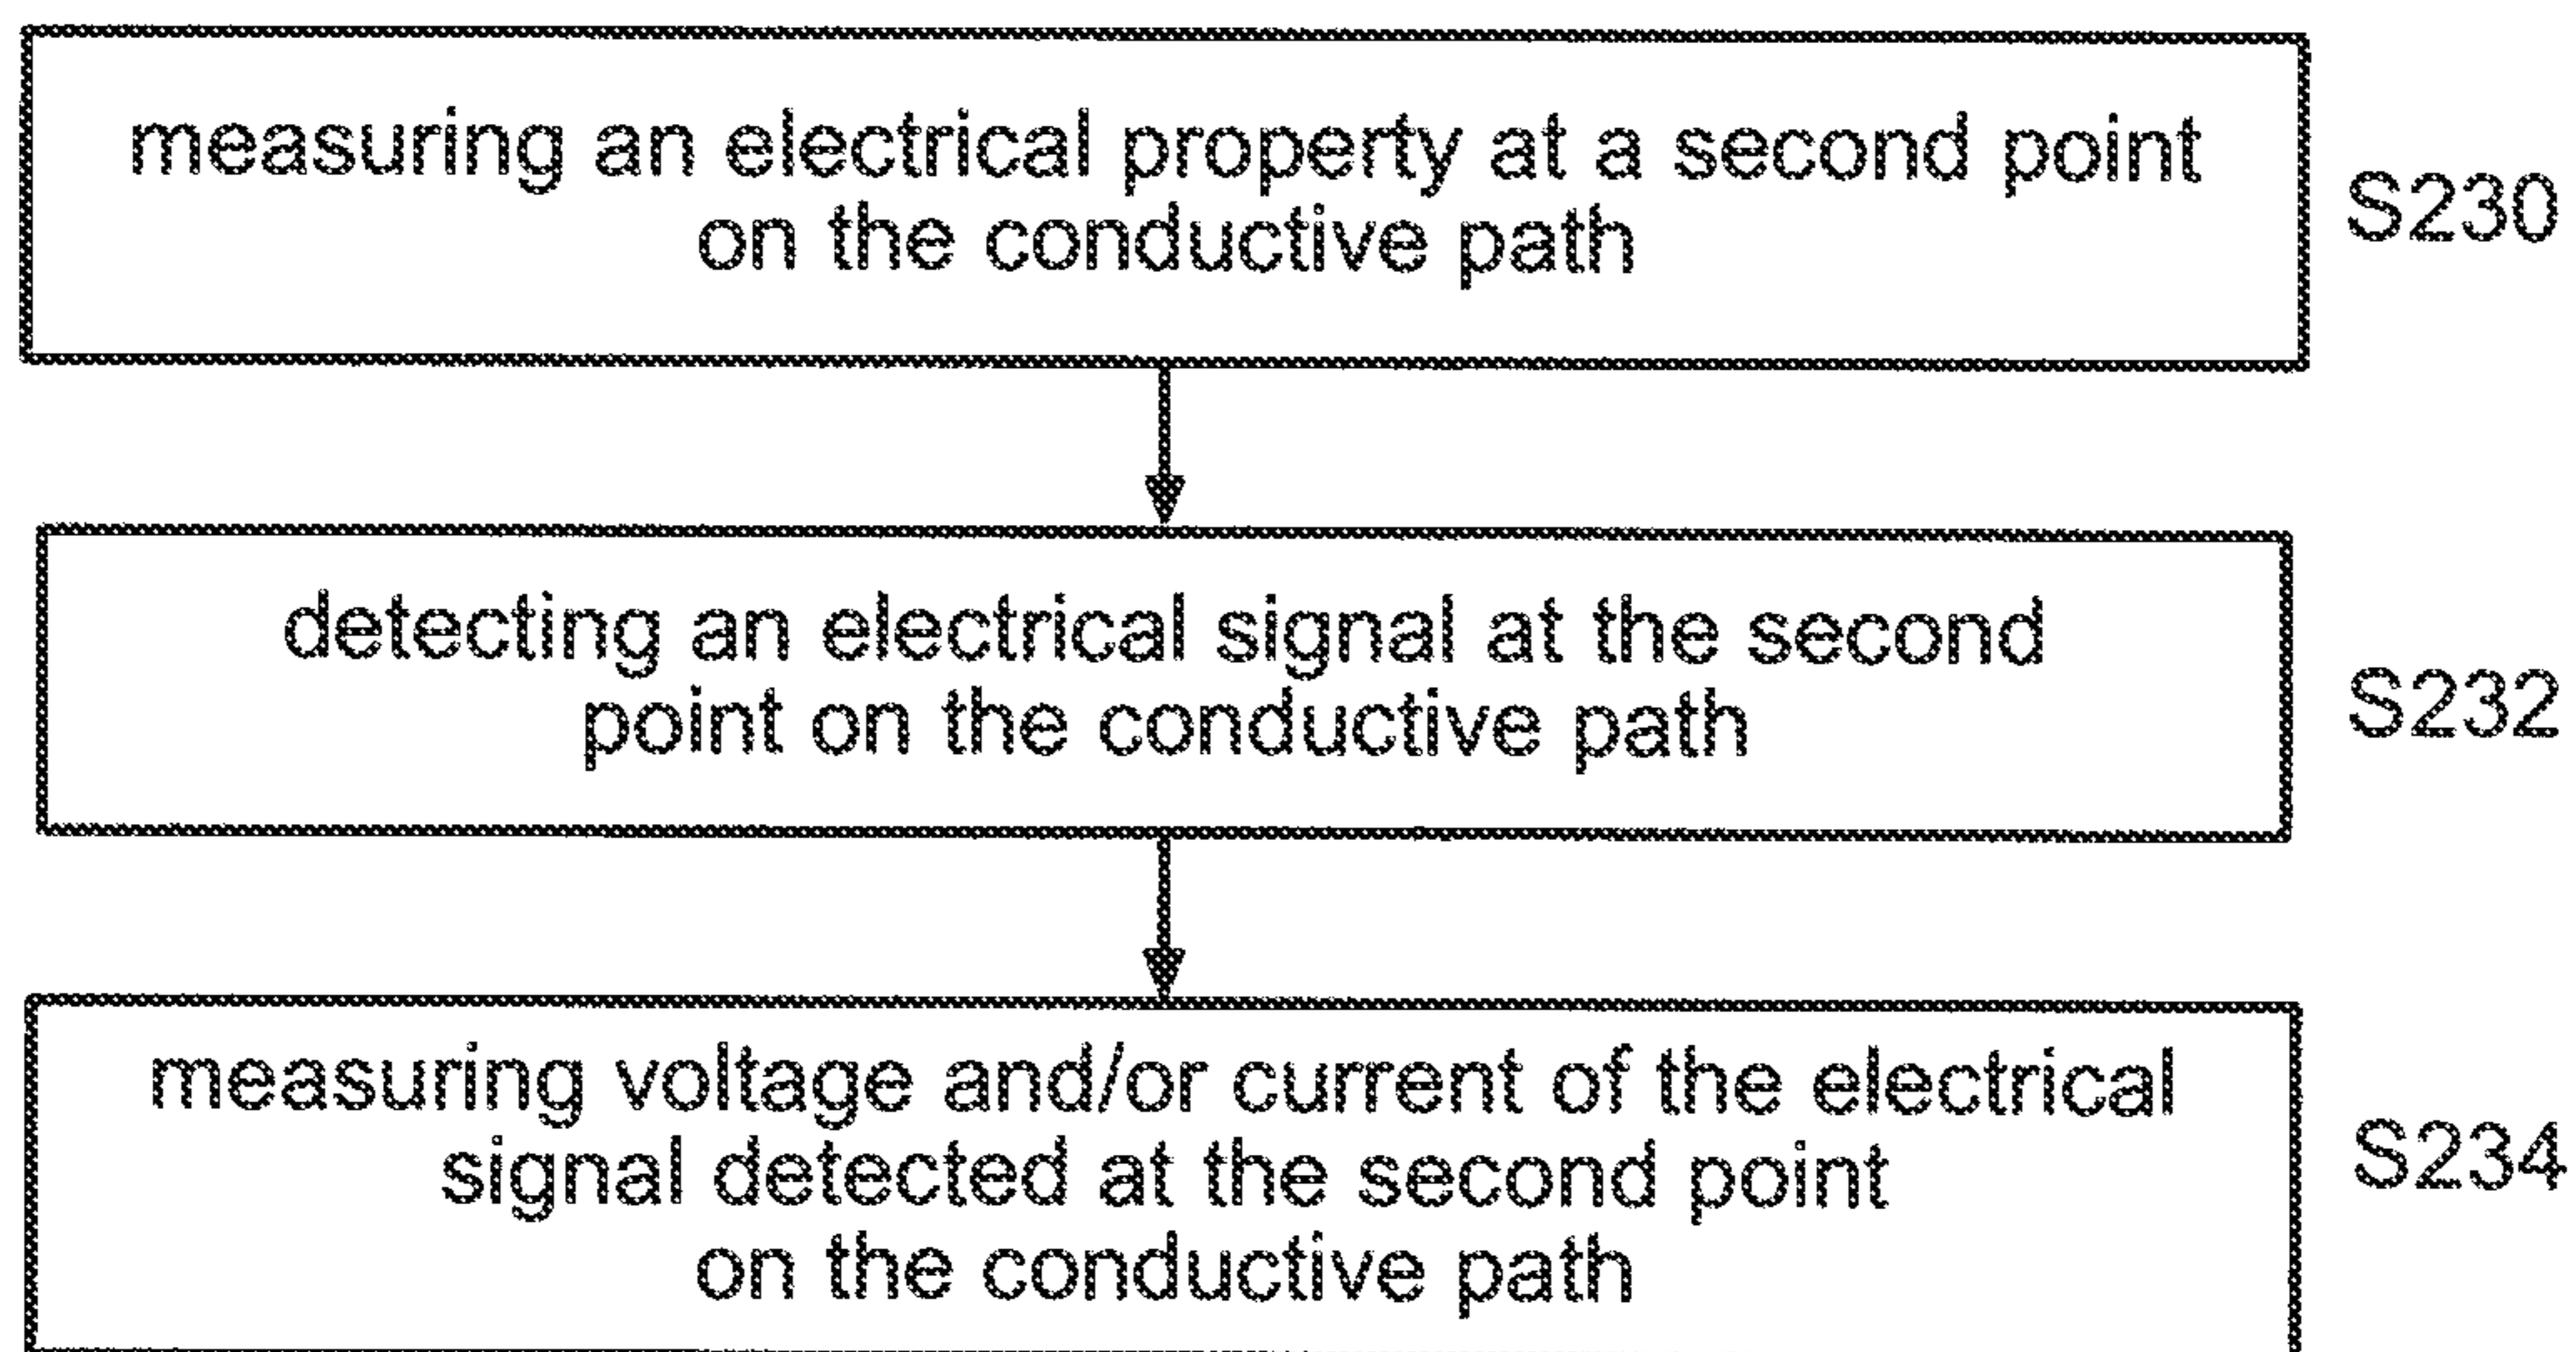 measuring an electrical property at a second point
on the conductive path
S230
detecting an electrical signal at the second
point on the conductive path
S232
measuring voltage and/or current of the electrical
signal detected at the second point
on the conductive path
S234